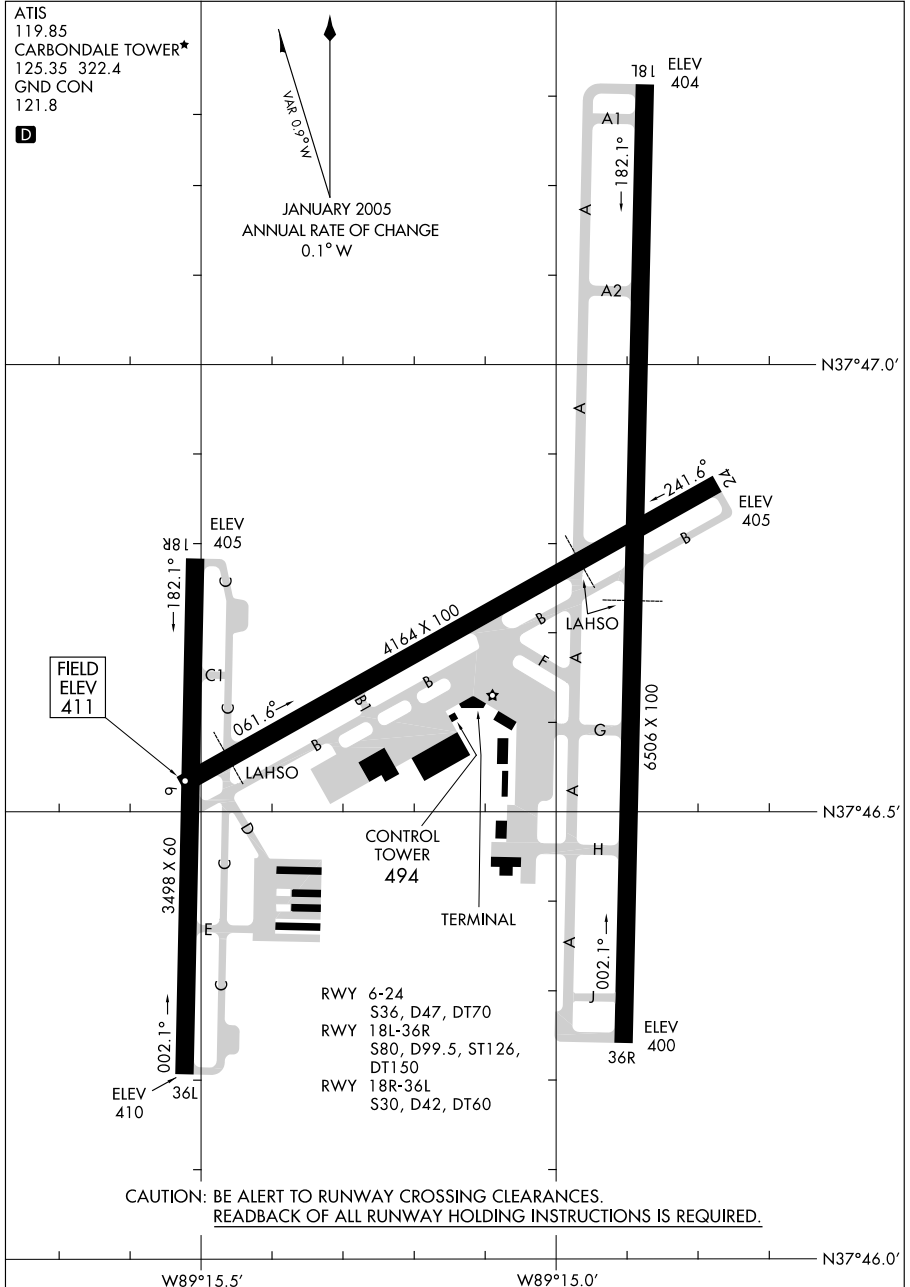 ATIS
119.85
CARBONDALE TOWER★
125.35 322.4
GND CON
121.8
D
VAR 0.9° W
JANUARY 2005
ANNUAL RATE OF CHANGE
0.1° W
18L
ELEV
404
A1
182.1°
A
A2
N37°47.0'
A
241.6°
24
ELEV
405
B
18R
ELEV
405
182.1°
C
4164 X 100
B
LAHSO
F
A
FIELD
ELEV
411
C1
C
061.6°
B1
B
B
G
6506 X 100
LAHSO
6
A
N37°46.5'
CONTROL
TOWER
494
D
H
3498 X 60
C
TERMINAL
E
A
002.1°
C
J
002.1°
RWY 6-24
S36, D47, DT70
RWY 18L-36R
S80, D99.5, ST126,
DT150
RWY 18R-36L
S30, D42, DT60
ELEV
400
36R
ELEV
410
36L
CAUTION: BE ALERT TO RUNWAY CROSSING CLEARANCES.
READBACK OF ALL RUNWAY HOLDING INSTRUCTIONS IS REQUIRED.
N37°46.0'
W89°15.5'
W89°15.0'